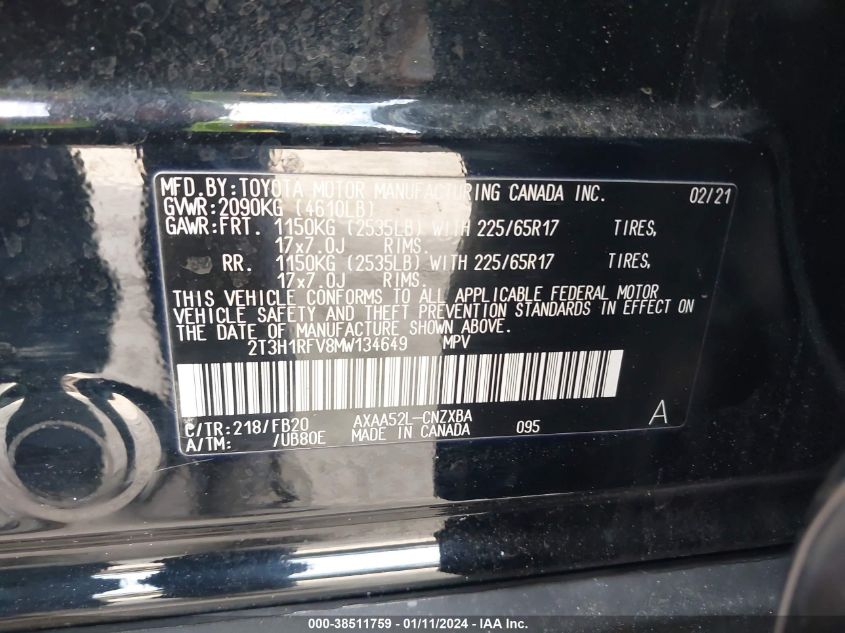 MFD.BY:TOYOTA MOTOR MANUFACTURING CANADA INC. 02/21
GVWR:2090KG (4610LB)
GAWR:FRT. 1150KG (2535LB) WITH 225/65R17 TIRES,
17x7.0J RIMS.
RR. 1150KG (2535LB) WITH 225/65R17 TIRES,
17x7.0J RIMS.
THIS VEHICLE CONFORMS TO ALL APPLICABLE FEDERAL MOTOR
VEHICLE SAFETY AND THEFT PREVENTION STANDARDS IN EFFECT ON
THE DATE OF MANUFACTURE SHOWN ABOVE.
2T3H1RFV8MW134649 MPV
C/TR:218/FB20 AXAA52L-CNZXBA
A/TM: /UB80E MADE IN CANADA 095 A
000-38511759 - 01/11/2024 - IAA Inc.